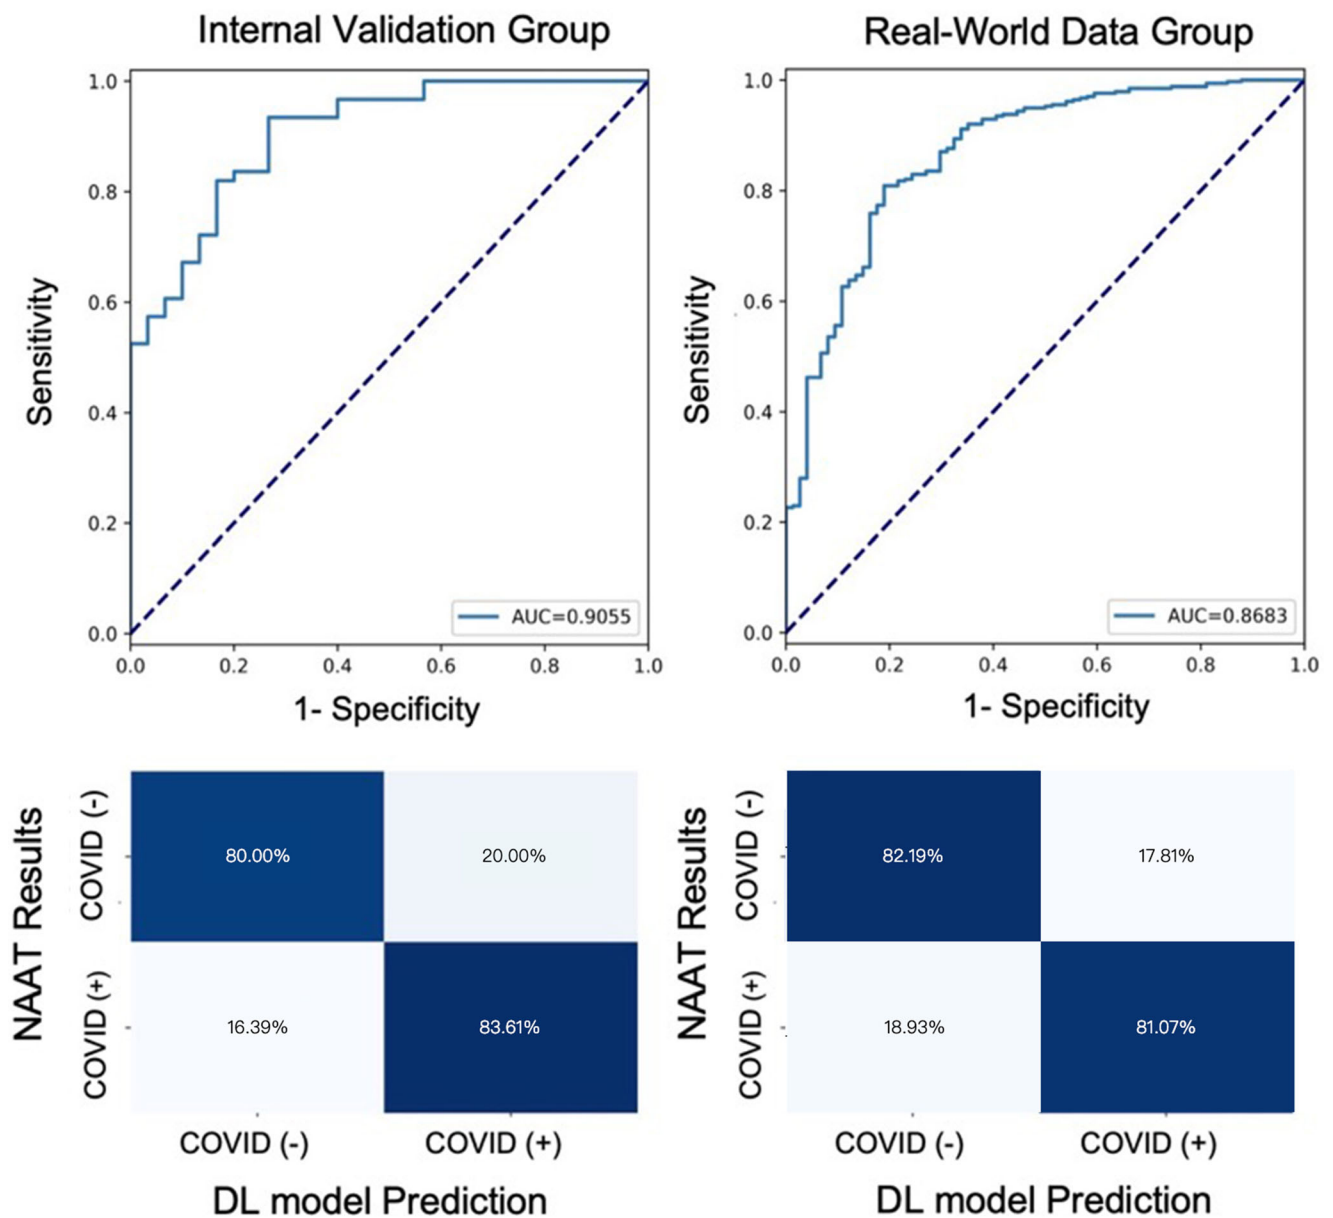 Internal Validation Group
1.0
0.8
0.6
0.4
0.2
0.0
Sensitivity
AUC=0.9055
0.0 0.2 0.4 0.6 0.8 1.0
1- Specificity
Real-World Data Group
1.0
0.8
0.6
0.4
0.2
0.0
Sensitivity
AUC=0.8683
0.0 0.2 0.4 0.6 0.8 1.0
1- Specificity
NAAT Results
COVID (-)
80.00% 20.00%
COVID (+)
16.39% 83.61%
COVID (-) COVID (+)
DL model Prediction
NAAT Results
COVID (-)
82.19% 17.81%
COVID (+)
18.93% 81.07%
COVID (-) COVID (+)
DL model Prediction